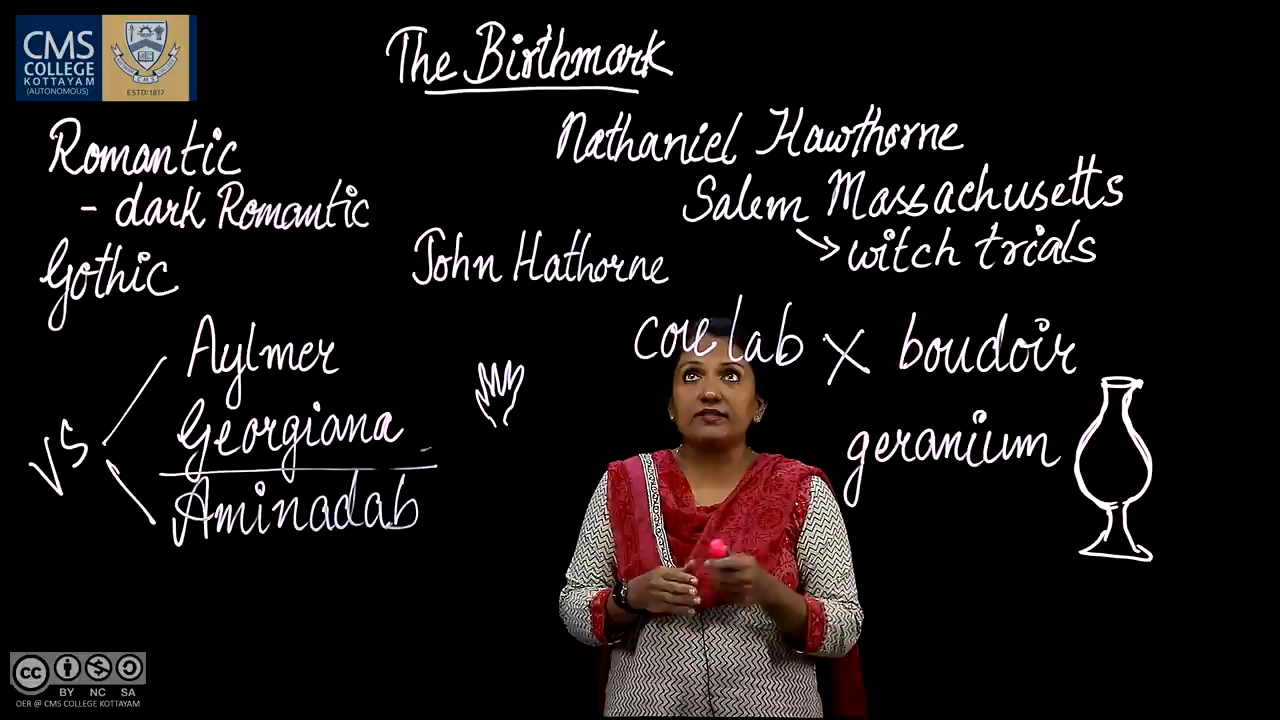 CMS
COLLEGE
KOTTAYAM
(AUTONOMOUS)
ESTD:1817
The Birthmark
Romantic
- dark Romantic
Gothic
Nathaniel Hawthorne
Salem Massachusetts
witch trials
John Hathorne
VS
Aylmer
Georgiana
Aminadab
lab X boudoir
geranium
CC BY NC SA
OER @ CMS COLLEGE KOTTAYAM